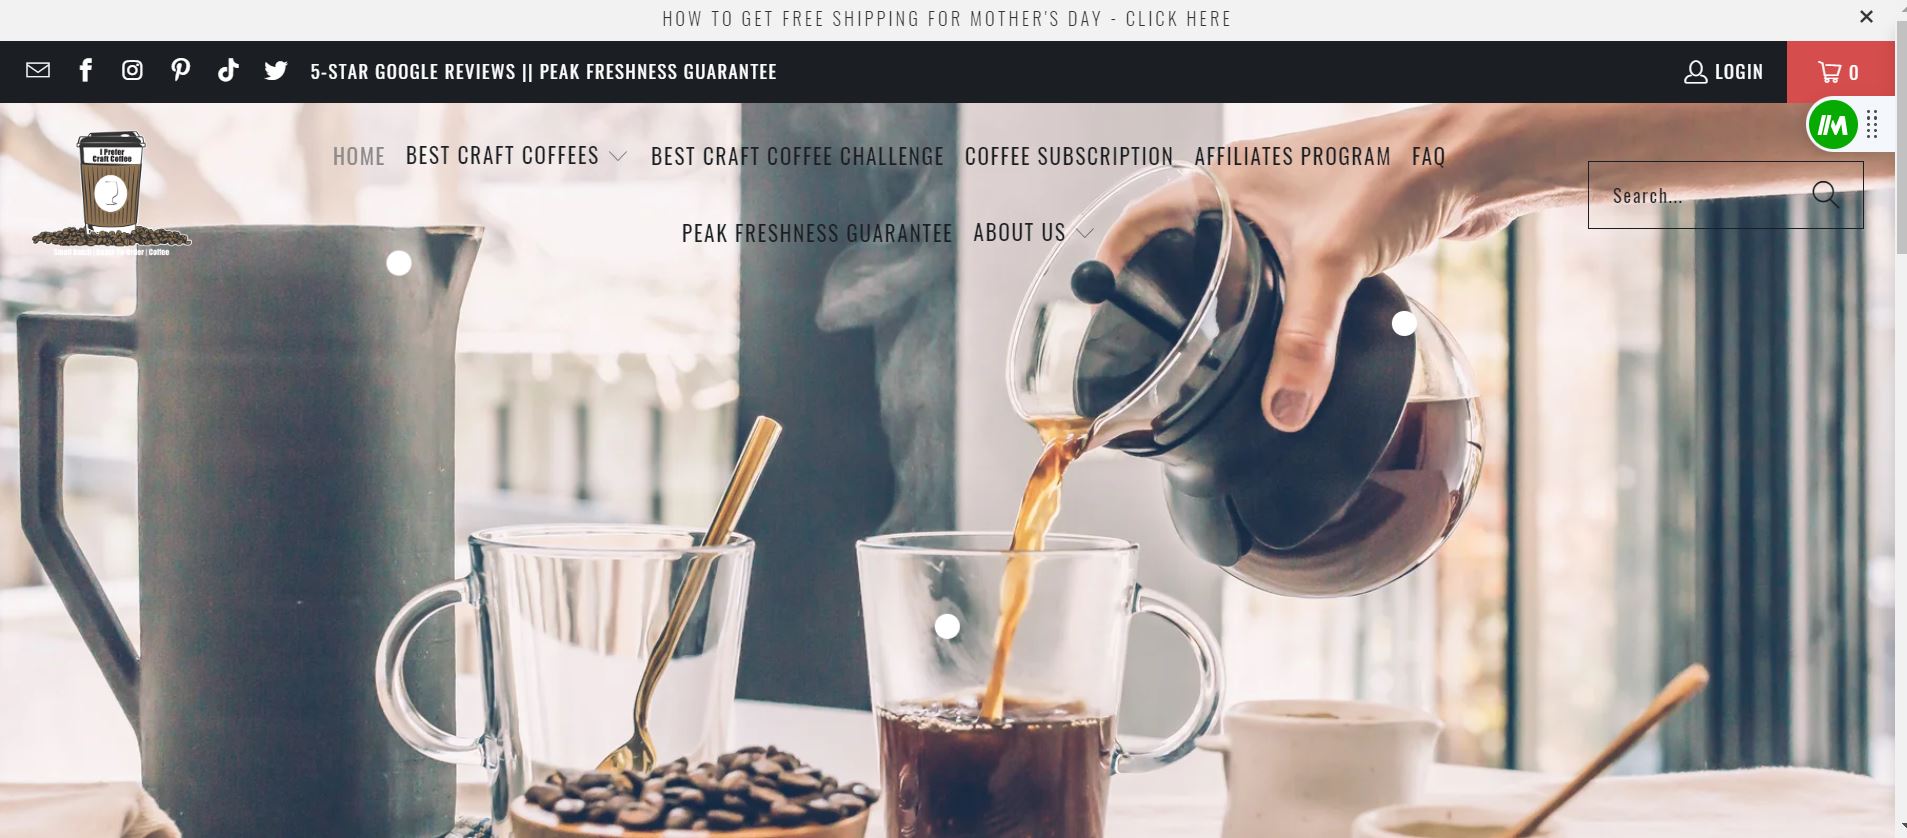 HOW TO GET FREE SHIPPING FOR MOTHER'S DAY - CLICK HERE
5-STAR GOOGLE REVIEWS || PEAK FRESHNESS GUARANTEE
LOGIN
0
I Prefer
Craft Coffee
HOME
BEST CRAFT COFFEES
BEST CRAFT COFFEE CHALLENGE
COFFEE SUBSCRIPTION
AFFILIATES PROGRAM
FAQ
Search...
PEAK FRESHNESS GUARANTEE
ABOUT US